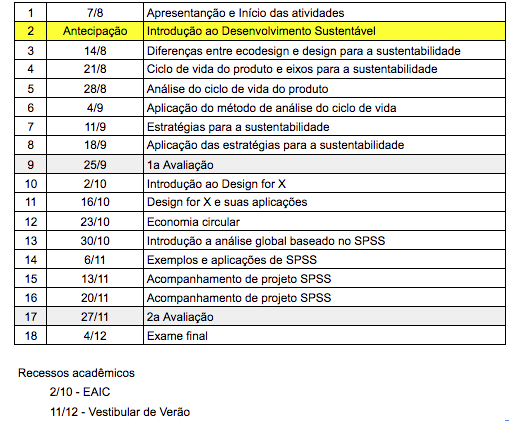 1 7/8 Apresentanção e Início das atividades
2 Antecipação Introdução ao Desenvolvimento Sustentável
3 14/8 Diferenças entre ecodesign e design para a sustentabilidade
4 21/8 Ciclo de vida do produto e eixos para a sustentabilidade
5 28/8 Análise do ciclo de vida do produto
6 4/9 Aplicação do método de análise do ciclo de vida
7 11/9 Estratégias para a sustentabilidade
8 18/9 Aplicação das estratégias para a sustentabilidade
9 25/9 1a Avaliação
10 2/10 Introdução ao Design for X
11 16/10 Design for X e suas aplicações
12 23/10 Economia circular
13 30/10 Introdução a análise global baseado no SPSS
14 6/11 Exemplos e aplicações de SPSS
15 13/11 Acompanhamento de projeto SPSS
16 20/11 Acompanhamento de projeto SPSS
17 27/11 2a Avaliação
18 4/12 Exame final
Recessos acadêmicos
2/10 - EAIC
11/12 - Vestibular de Verão